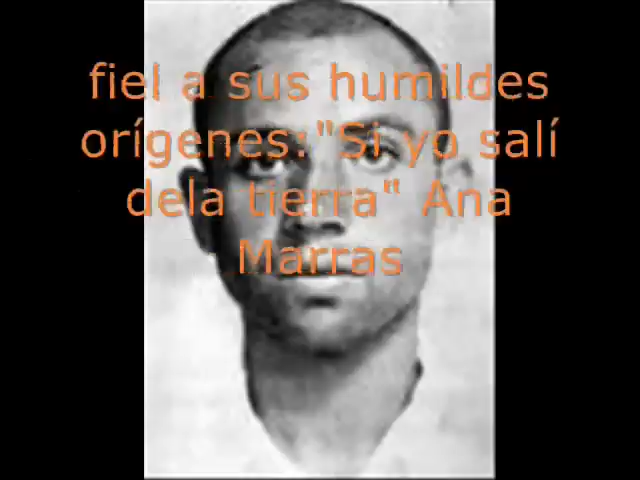 fiel a sus humildes
orígenes:"Si yo salí
dela tierra" Ana
Marras